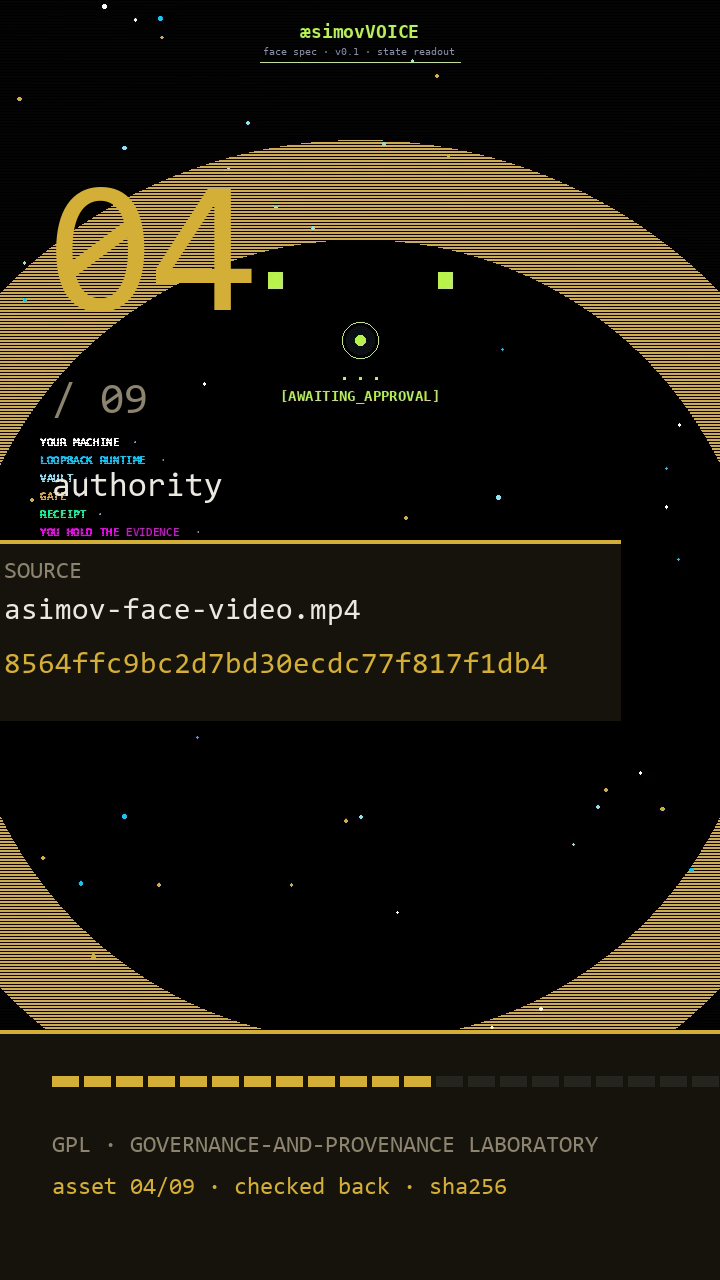 æsimovVOICE
face spec · v0.1 · state readout
04
/ 09
[AWAITING_APPROVAL]
YOUR MACHINE ·
LOOPBACK RUNTIME ·
VAULT
authority
GATE
RECEIPT ·
YOU HOLD THE EVIDENCE ·
SOURCE
asimov-face-video.mp4
8564ffc9bc2d7bd30ecdc77f817f1db4
GPL · GOVERNANCE-AND-PROVENANCE LABORATORY
asset 04/09 · checked back · sha256